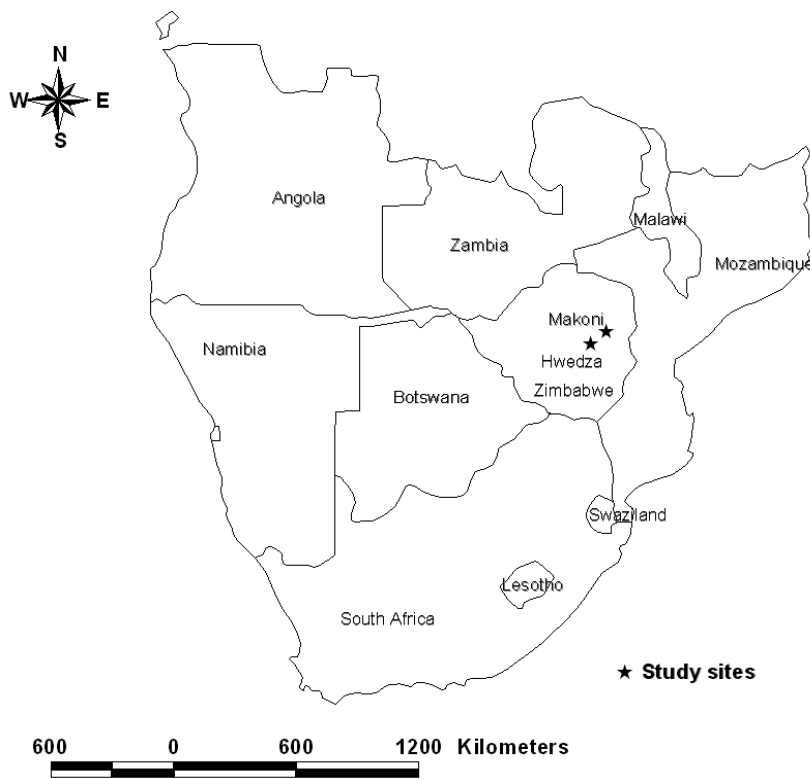 N
W E
S
Angola
Malawi
Zambia
Mozambique
Makoni
Namibia
Hwedza
Zimbabwe
Botswana
Swaziland
Lesotho
South Africa
★ Study sites
600 0 600 1200 Kilometers